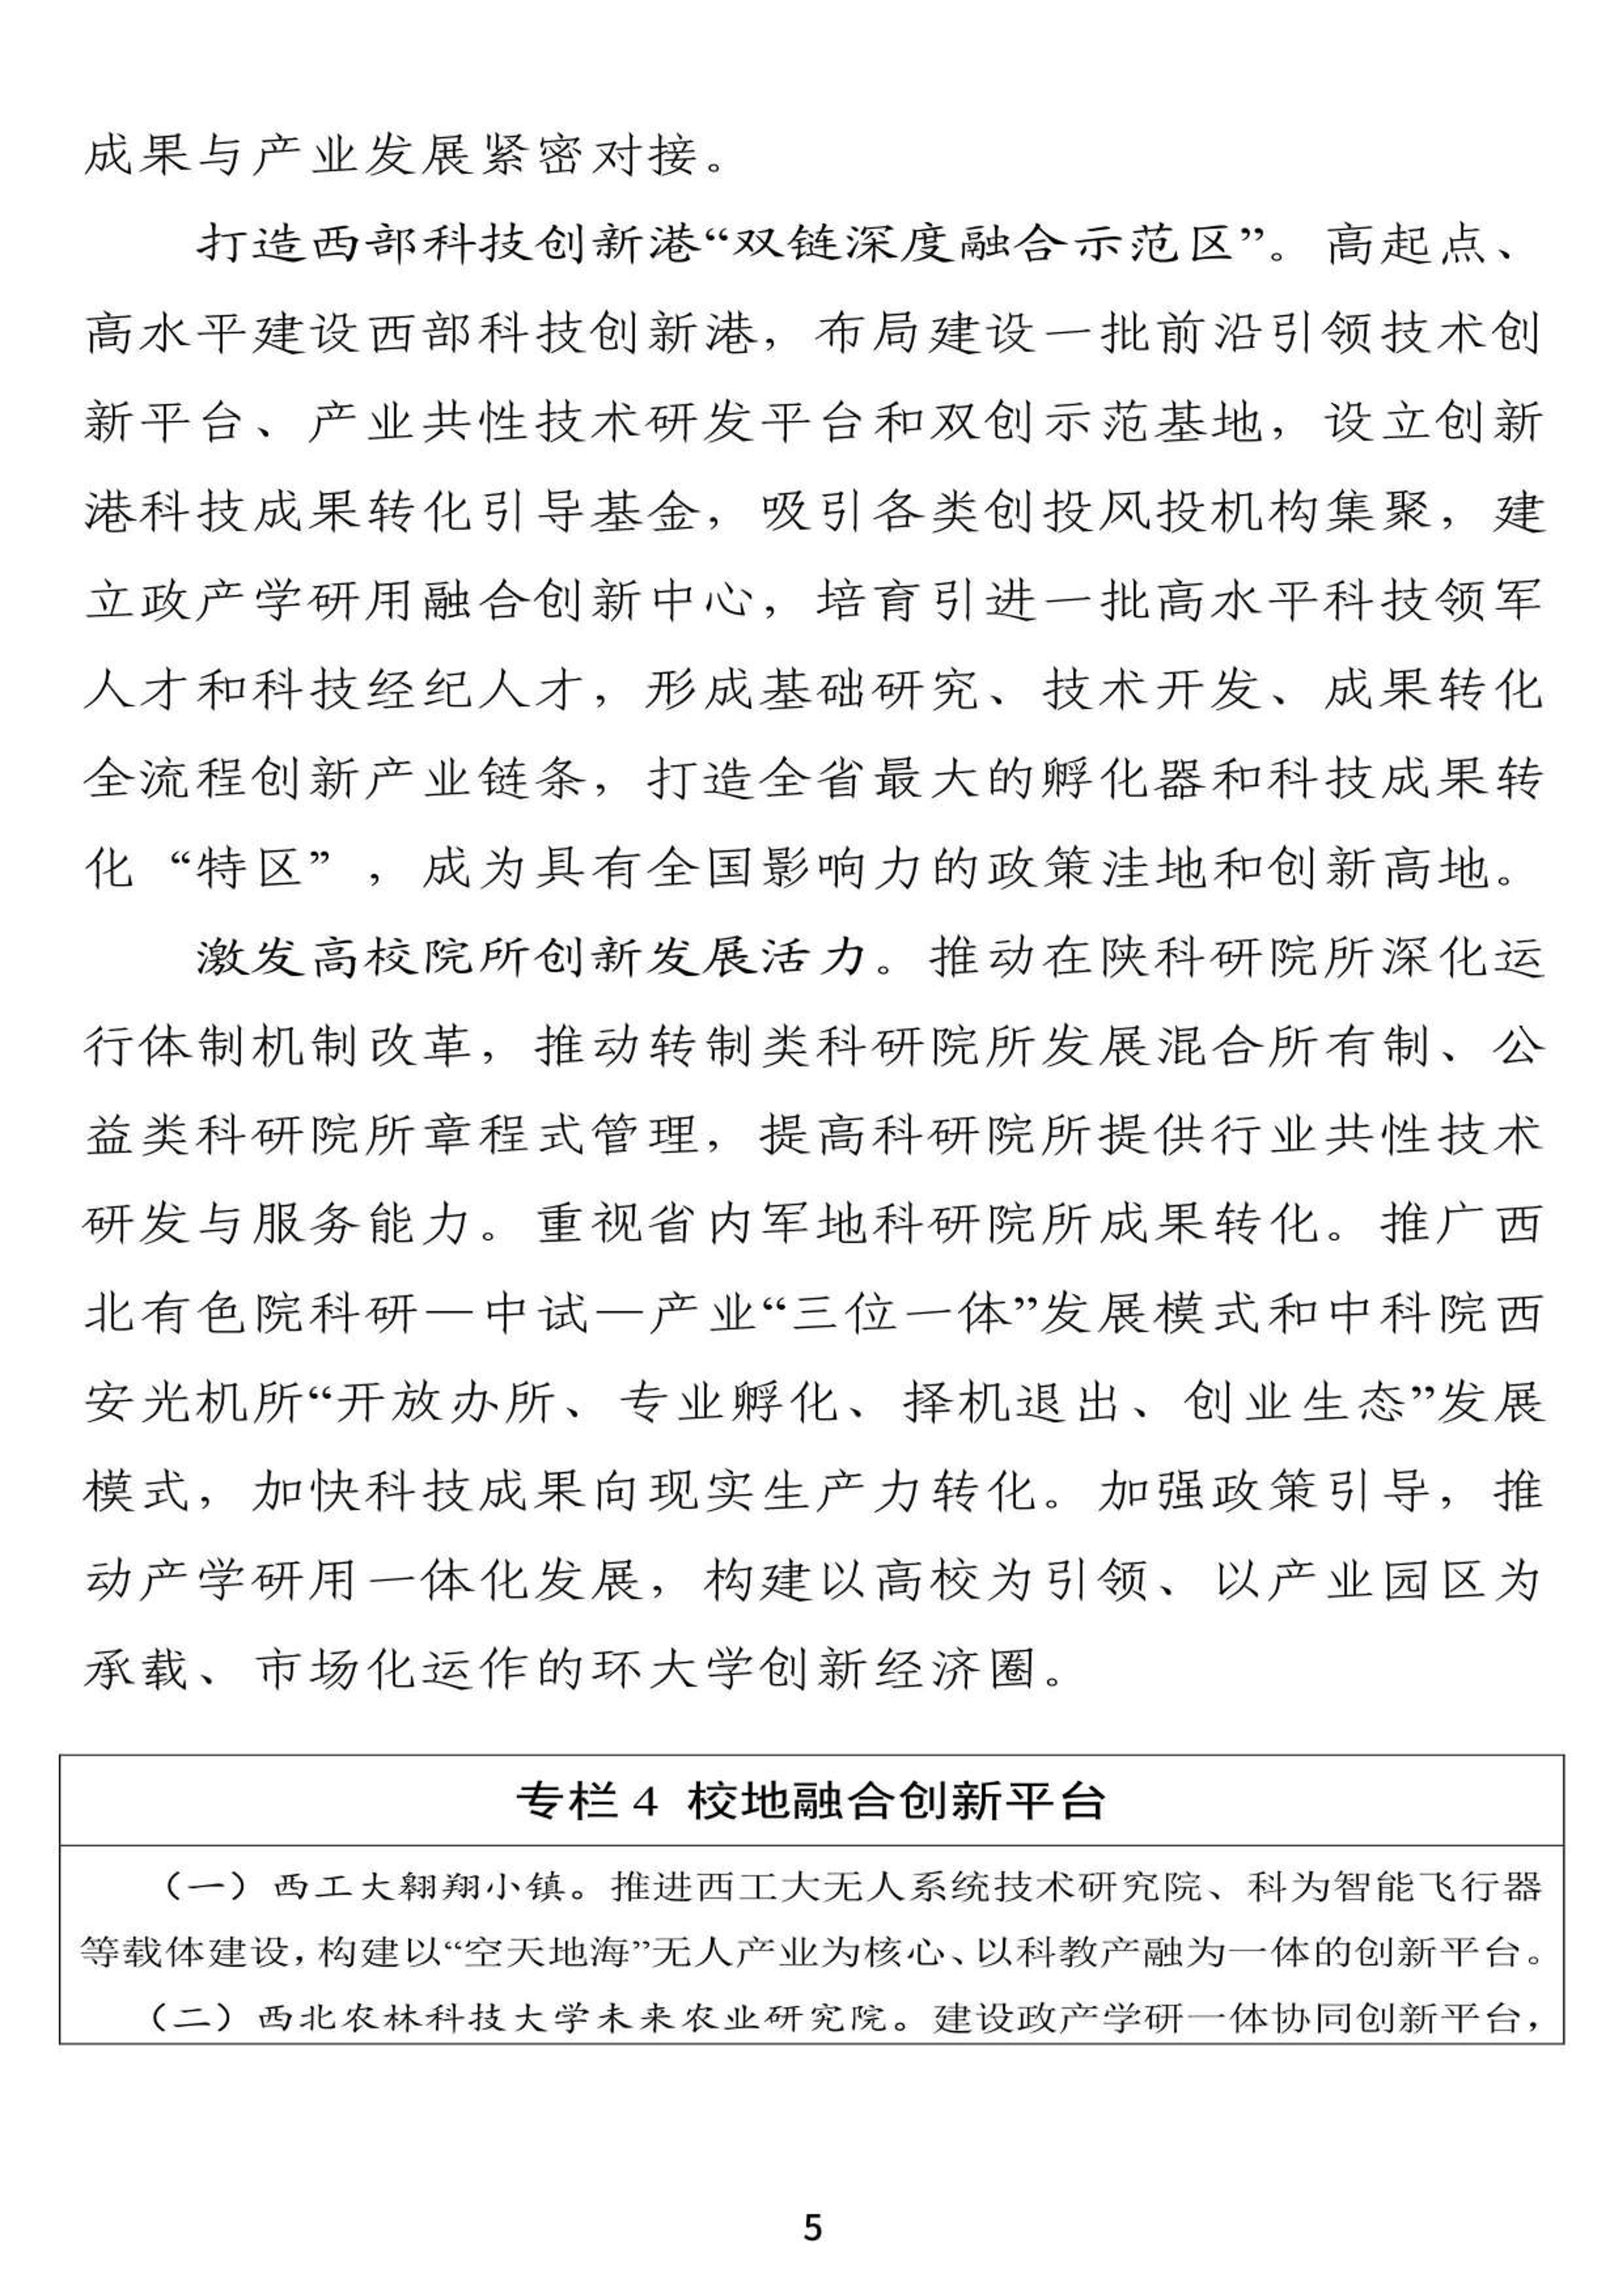 成果与产业发展紧密对接。
打造西部科技创新港“双链深度融合示范区”。高起点、
高水平建设西部科技创新港，布局建设一批前沿引领技术创
新平台、产业共性技术研发平台和双创示范基地，设立创新
港科技成果转化引导基金，吸引各类创投风投机构集聚，建
立政产学研用融合创新中心，培育引进一批高水平科技领军
人才和科技经纪人才，形成基础研究、技术开发、成果转化
全流程创新产业链条，打造全省最大的孵化器和科技成果转
化“特区”，成为具有全国影响力的政策洼地和创新高地。
激发高校院所创新发展活力。推动在陕科研院所深化运
行体制机制改革，推动转制类科研院所发展混合所有制、公
益类科研院所章程式管理，提高科研院所提供行业共性技术
研发与服务能力。重视省内军地科研院所成果转化。推广西
北有色院科研—中试—产业“三位一体”发展模式和中科院西
安光机所“开放办所、专业孵化、择机退出、创业生态”发展
模式，加快科技成果向现实生产力转化。加强政策引导，推
动产学研用一体化发展，构建以高校为引领、以产业园区为
承载、市场化运作的环大学创新经济圈。
专栏 4 校地融合创新平台
（一）西工大翱翔小镇。推进西工大无人系统技术研究院、科为智能飞行器
等载体建设，构建以“空天地海”无人产业为核心、以科教产融为一体的创新平台。
（二）西北农林科技大学未来农业研究院。建设政产学研一体协同创新平台，
5